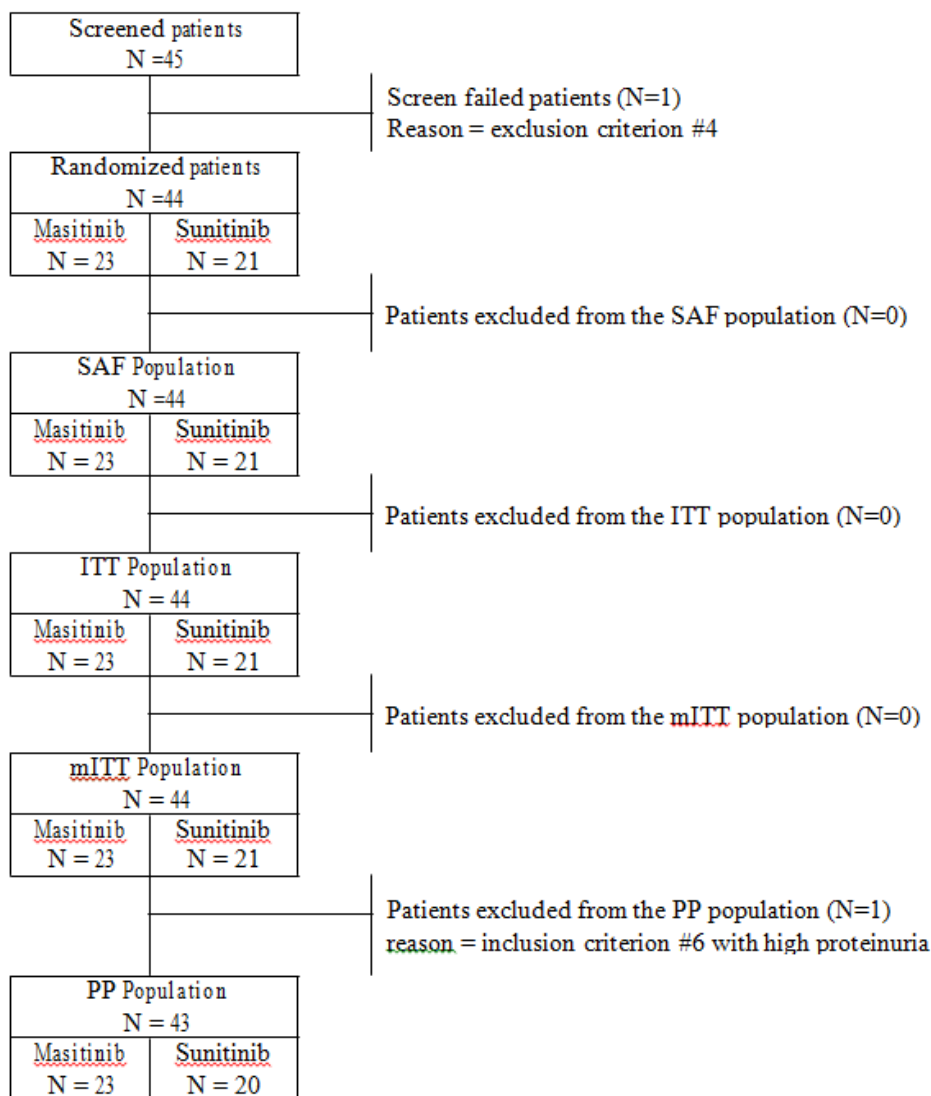 Screened patients
N =45
Screen failed patients (N=1)
Reason = exclusion criterion #4
Randomized patients
N =44
Masitinib
N = 23
Sunitinib
N = 21
Patients excluded from the SAF population (N=0)
SAF Population
N =44
Masitinib
N = 23
Sunitinib
N = 21
Patients excluded from the ITT population (N=0)
ITT Population
N = 44
Masitinib
N = 23
Sunitinib
N = 21
Patients excluded from the mITT population (N=0)
mITT Population
N = 44
Masitinib
N = 23
Sunitinib
N = 21
Patients excluded from the PP population (N=1)
reason = inclusion criterion #6 with high proteinuria
PP Population
N = 43
Masitinib
N = 23
Sunitinib
N = 20